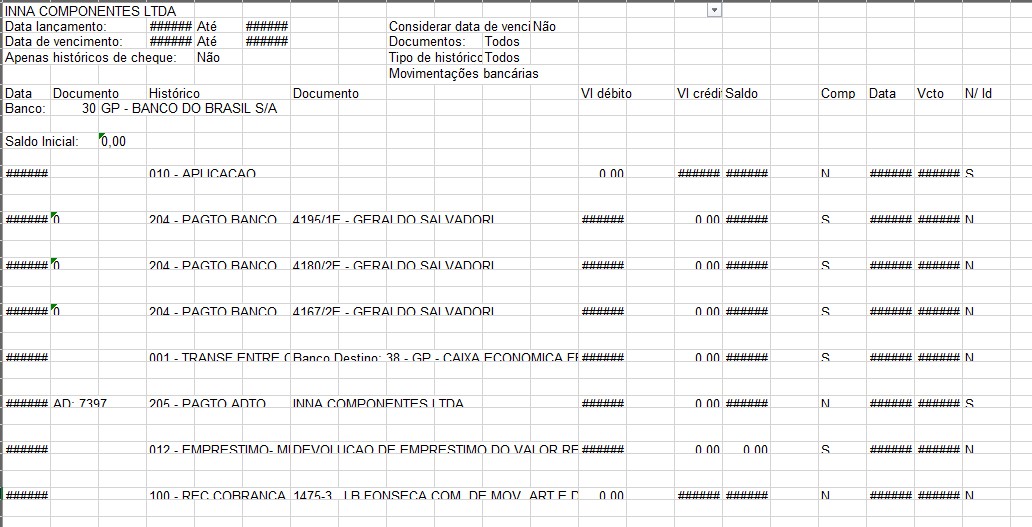 INNA COMPONENTES LTDA
Data lançamento: ###### Até ###### Considerar data de venci Não
Data de vencimento: ###### Até ###### Documentos: Todos
Apenas históricos de cheque: Não Tipo de histórico Todos
Movimentações bancárias
Data Documento Histórico Documento Vl débito Vl crédi Saldo Comp Data Vcto N/ Id
Banco: 30 GP - BANCO DO BRASIL S/A
Saldo Inicial: 0,00
###### 010 - APLICACAO 0,00 ###### ###### N ###### ###### S
###### 0 204 - PAGTO BANCO 4195/1F - GERALDO SALVADORI ###### 0,00 ###### S ###### ###### N
###### 0 204 - PAGTO BANCO 4180/2F - GERALDO SALVADORI ###### 0,00 ###### S ###### ###### N
###### 0 204 - PAGTO BANCO 4167/2F - GERALDO SALVADORI ###### 0,00 ###### S ###### ###### N
###### 001 - TRANSF ENTRE C Banco Destino: 38 - GP - CAIXA ECONOMICA FE ###### 0,00 ###### S ###### ###### N
###### AD: 7397 205 - PAGTO ADTO INNA COMPONENTES LTDA ###### 0,00 ###### N ###### ###### S
###### 012 - EMPRESTIMO- MU DEVOLUCAO DE EMPRESTIMO DO VALOR RE ###### 0,00 0,00 S ###### ###### N
###### 100 - REC COBRANCA 1475-3 LB FONSECA COM. DE MOV. ART E D 0,00 ###### ###### N ###### ###### N